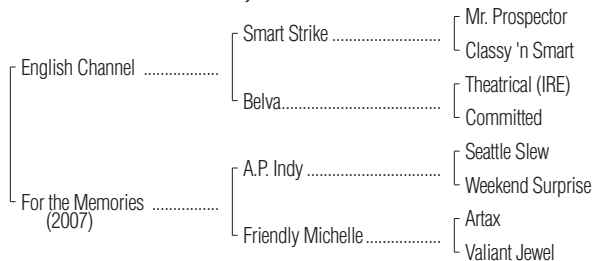 Mr. Prospector
Smart Strike ..........................
Classy 'n Smart
English Channel ..................
Theatrical (IRE)
Belva.......................................
Committed
Seattle Slew
A.P. Indy ................................
Weekend Surprise
For the Memories ................
(2007)
Artax
Friendly Michelle..................
Valiant Jewel